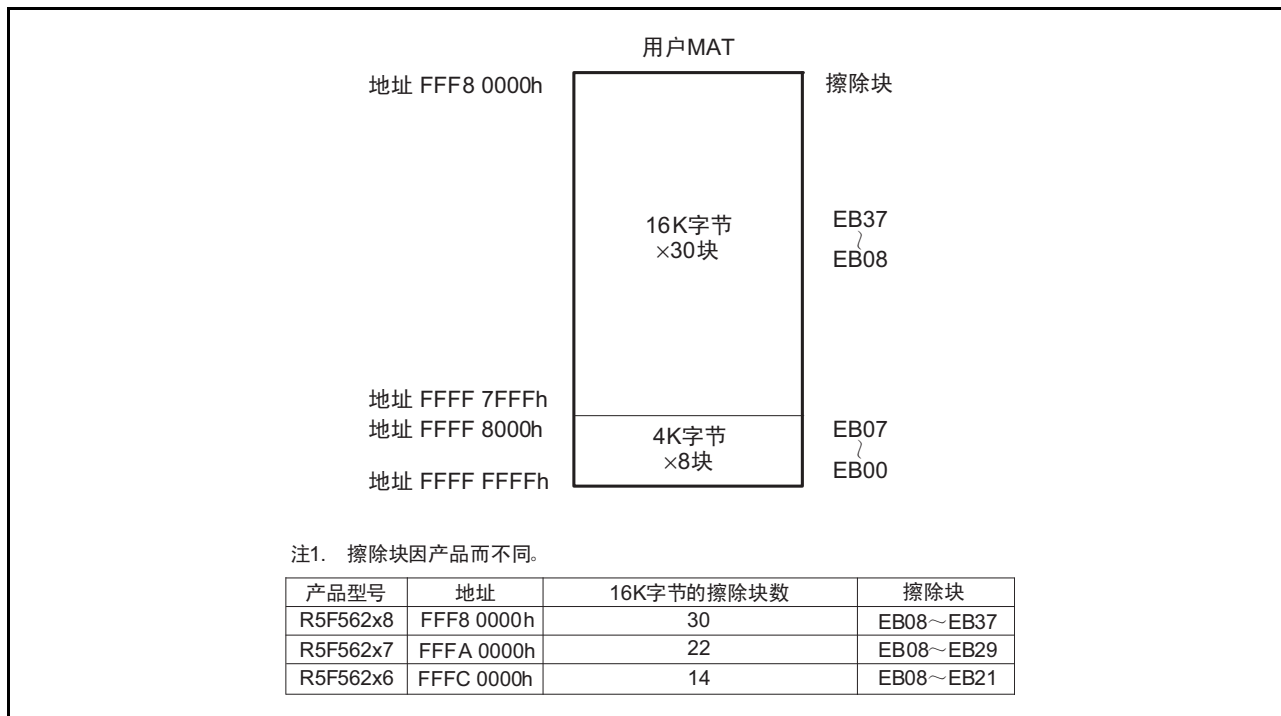 用户MAT
地址 FFF8 0000h
擦除块
16K字节
×30块
EB37
~
EB08
地址 FFFF 7FFFh
地址 FFFF 8000h
4K字节
×8块
EB07
~
EB00
地址 FFFF FFFFh
注1. 擦除块因产品而不同。
产品型号 地址 16K字节的擦除块数 擦除块
R5F562x8 FFF8 0000h 30 EB08～EB37
R5F562x7 FFFA 0000h 22 EB08～EB29
R5F562x6 FFFC 0000h 14 EB08～EB21